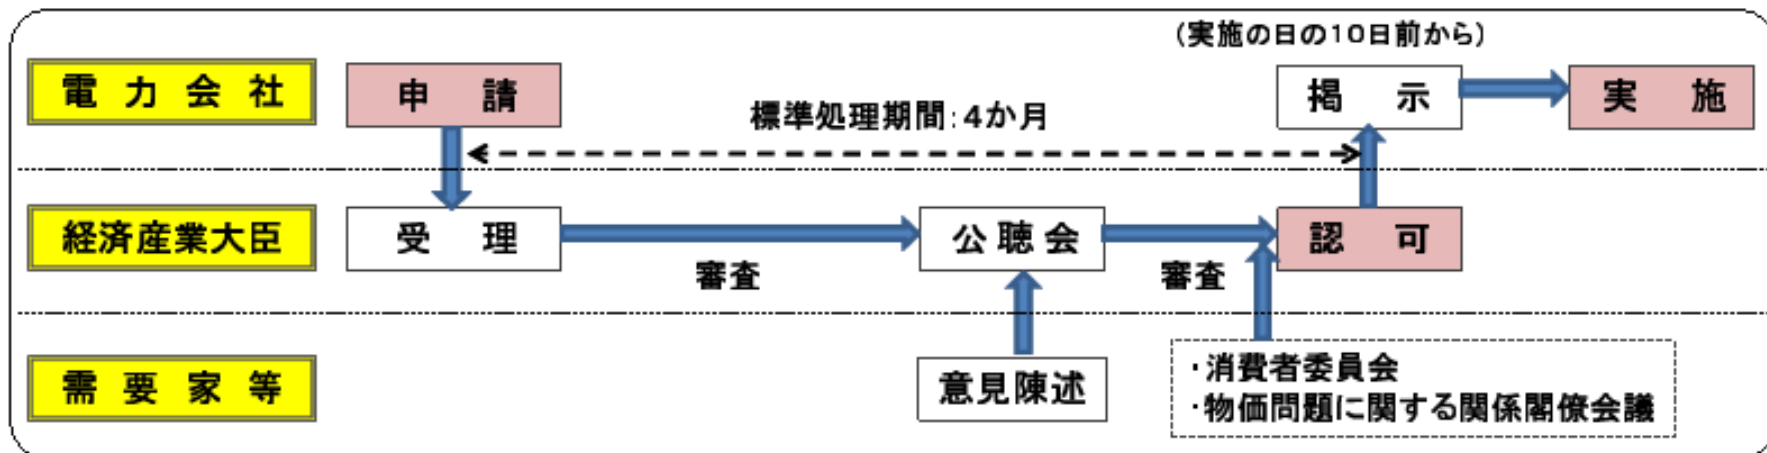 (実施の日の10日前から)
電力会社
申請
掲示
実施
標準処理期間:4か月
経済産業大臣
受理
公聴会
認可
審査
審査
需要家等
意見陳述
・消費者委員会
・物価問題に関する関係閣僚会議